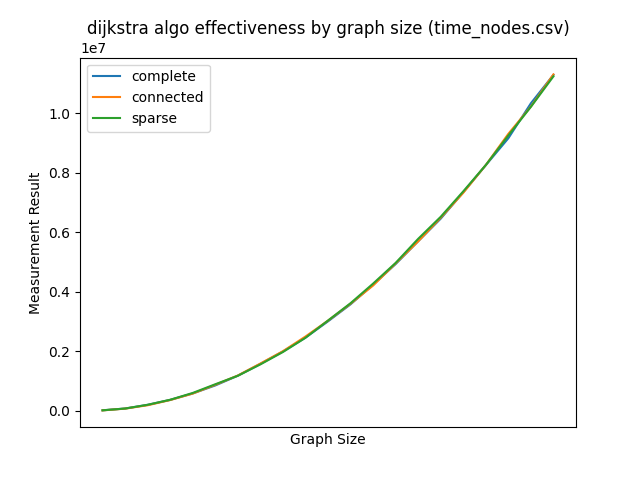 dijkstra algo effectiveness by graph size (time_nodes.csv)
1e7
complete
connected
sparse
1.0
0.8
0.6
0.4
0.2
0.0
Measurement Result
Graph Size